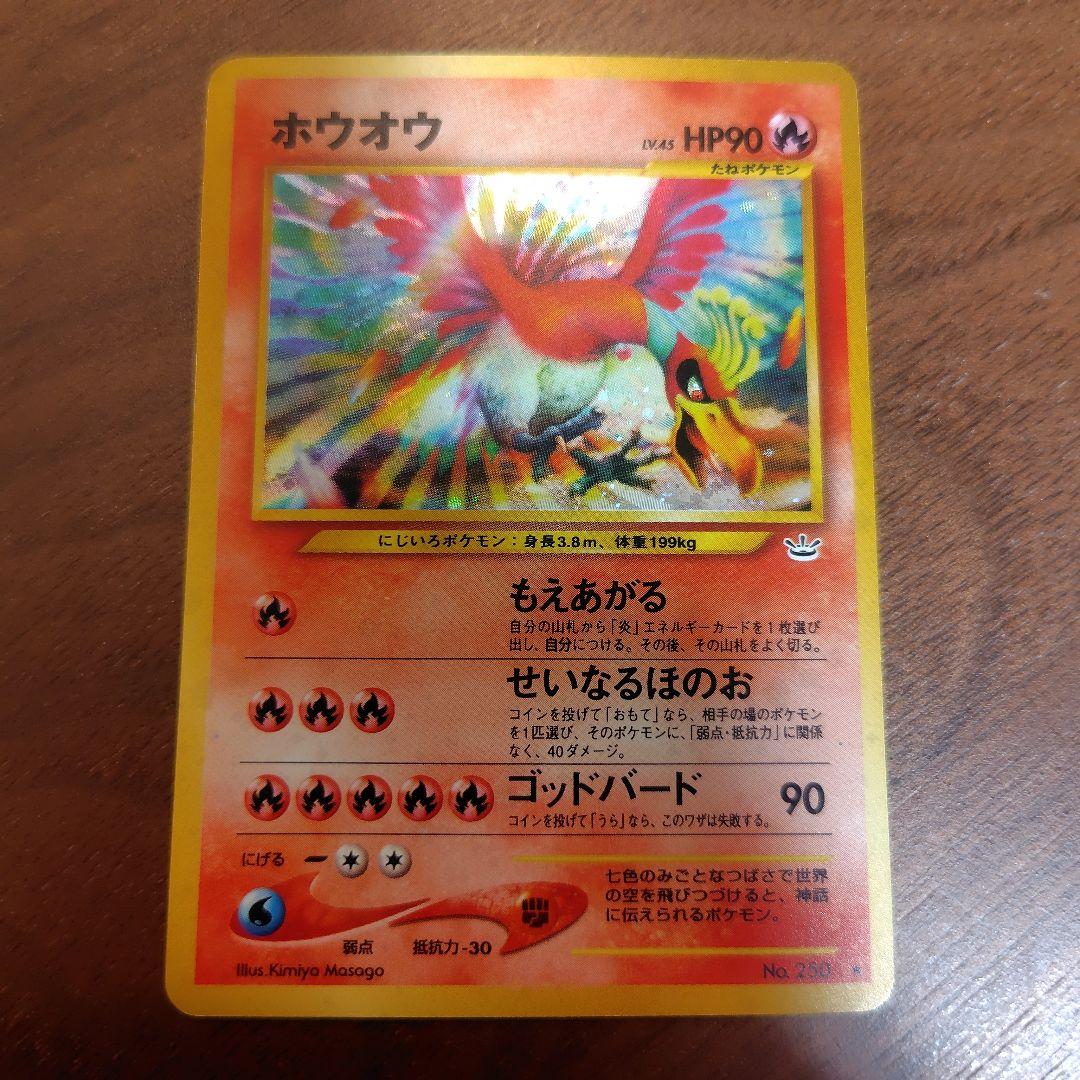 ホウオウ
LV.45 HP90
たねポケモン
にじいろポケモン：身長3.8m、体重199kg
もえあがる
自分の山札から「炎」エネルギーカードを1枚選び
出し、自分につける。その後、その山札をよく切る。
せいなるほのお
コインを投げて「おもて」なら、相手の場のポケモン
を1匹選び、そのポケモンに、「弱点・抵抗力」に関係
なく、40ダメージ。
ゴッドバード 90
コインを投げて「うら」なら、このワザは失敗する。
にげる
七色のみごとなつばさで世界
の空を飛びつづけると、神話
に伝えられるポケモン。
弱点 抵抗力-30
Illus.Kimiya Masago
No. 250 ★